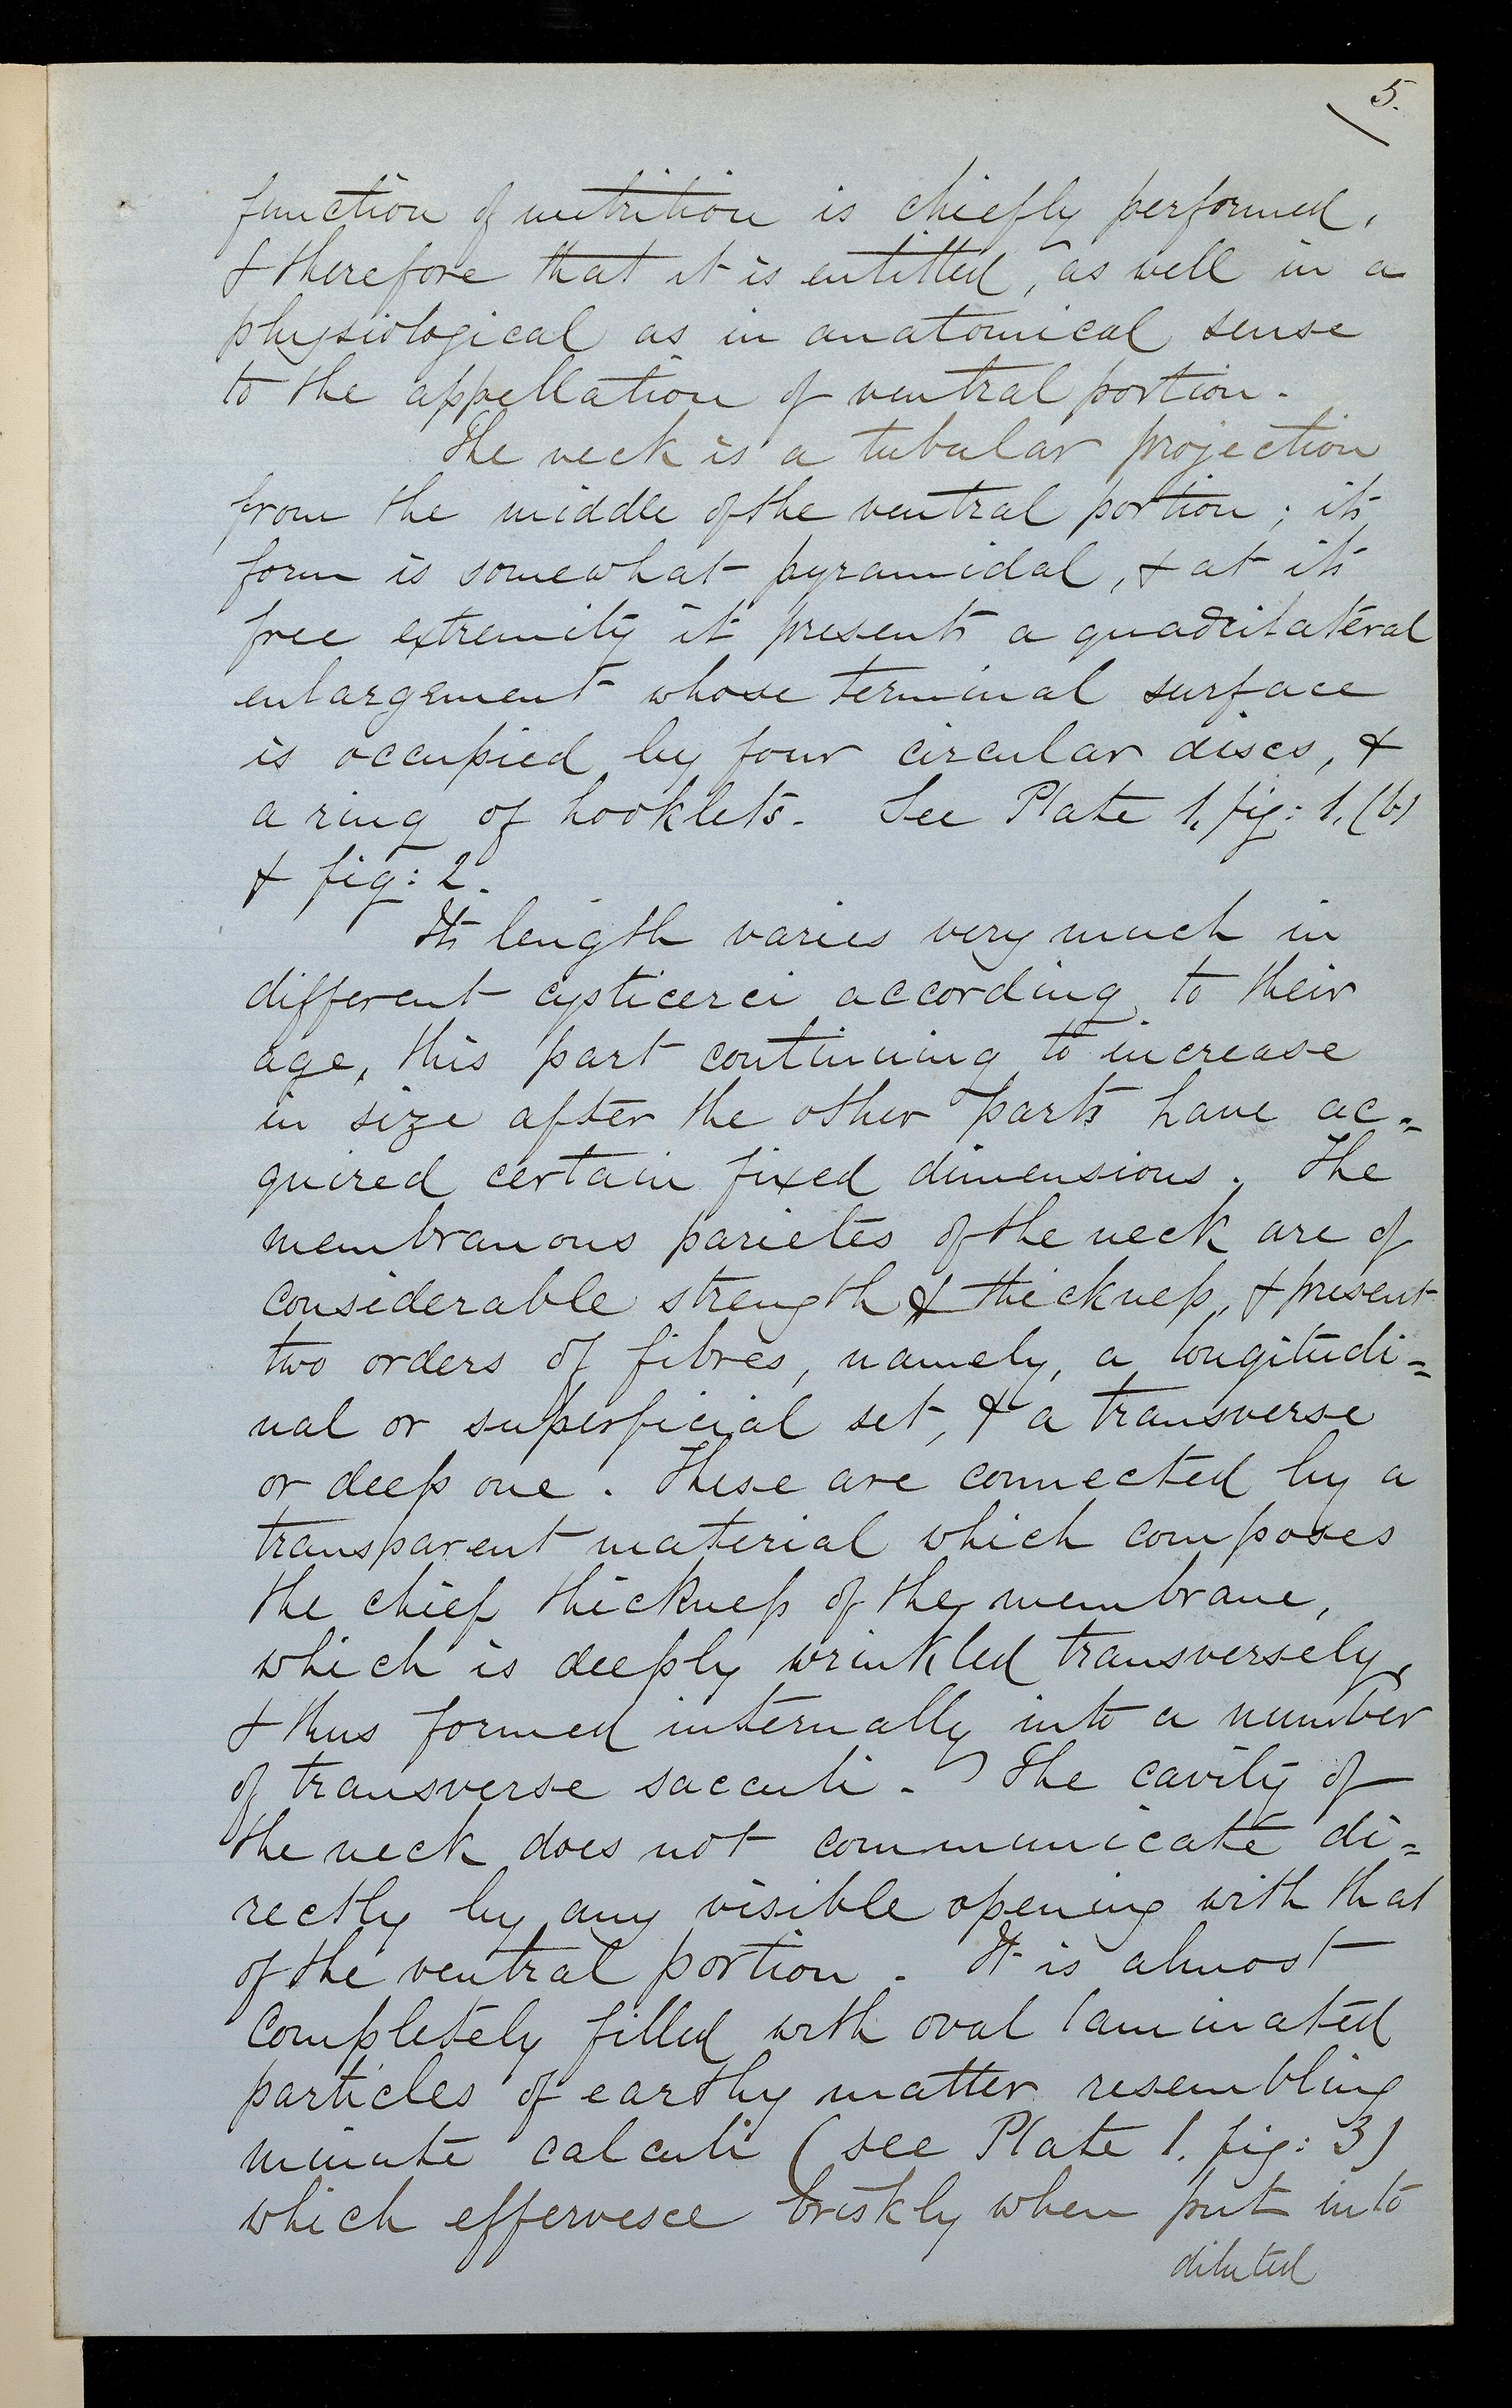 5.
function of nutrition is chiefly performed,
& therefore that it is entitled, as well in a
physiological as in anatomical sense
to the appellation of ventral portion.
The neck is a tubular projection
from the middle of the ventral portion; its
form is somewhat pyramidal, & at its
free extremity it presents a quadrilateral
enlargement whose terminal surface
is occupied by four circular discs, &
a ring of hooklets. See Plate 1, fig: 1, (b)
& fig: 2.
Its length varies very much in
different cysticerci according to their
age, this part continuing to increase
in size after the other parts have ac=
quired certain fixed dimensions. The
membranous parietes of the neck are of
considerable strength & thickness, & present
two orders of fibres, namely, a longitudi=
nal or superficial set, & a transverse
or deep one. These are connected by a
transparent material which composes
the chief thickness of the membrane,
which is deeply wrinkled transversely,
& thus formed internally into a number
of transverse sacculi. The cavity of
the neck does not communicate di=
rectly by any visible opening with that
of the ventral portion. It is almost
completely filled with oval laminated
particles of earthy matter resembling
minute calculi (see Plate 1. fig: 3)
which effervesce briskly when put into
diluted